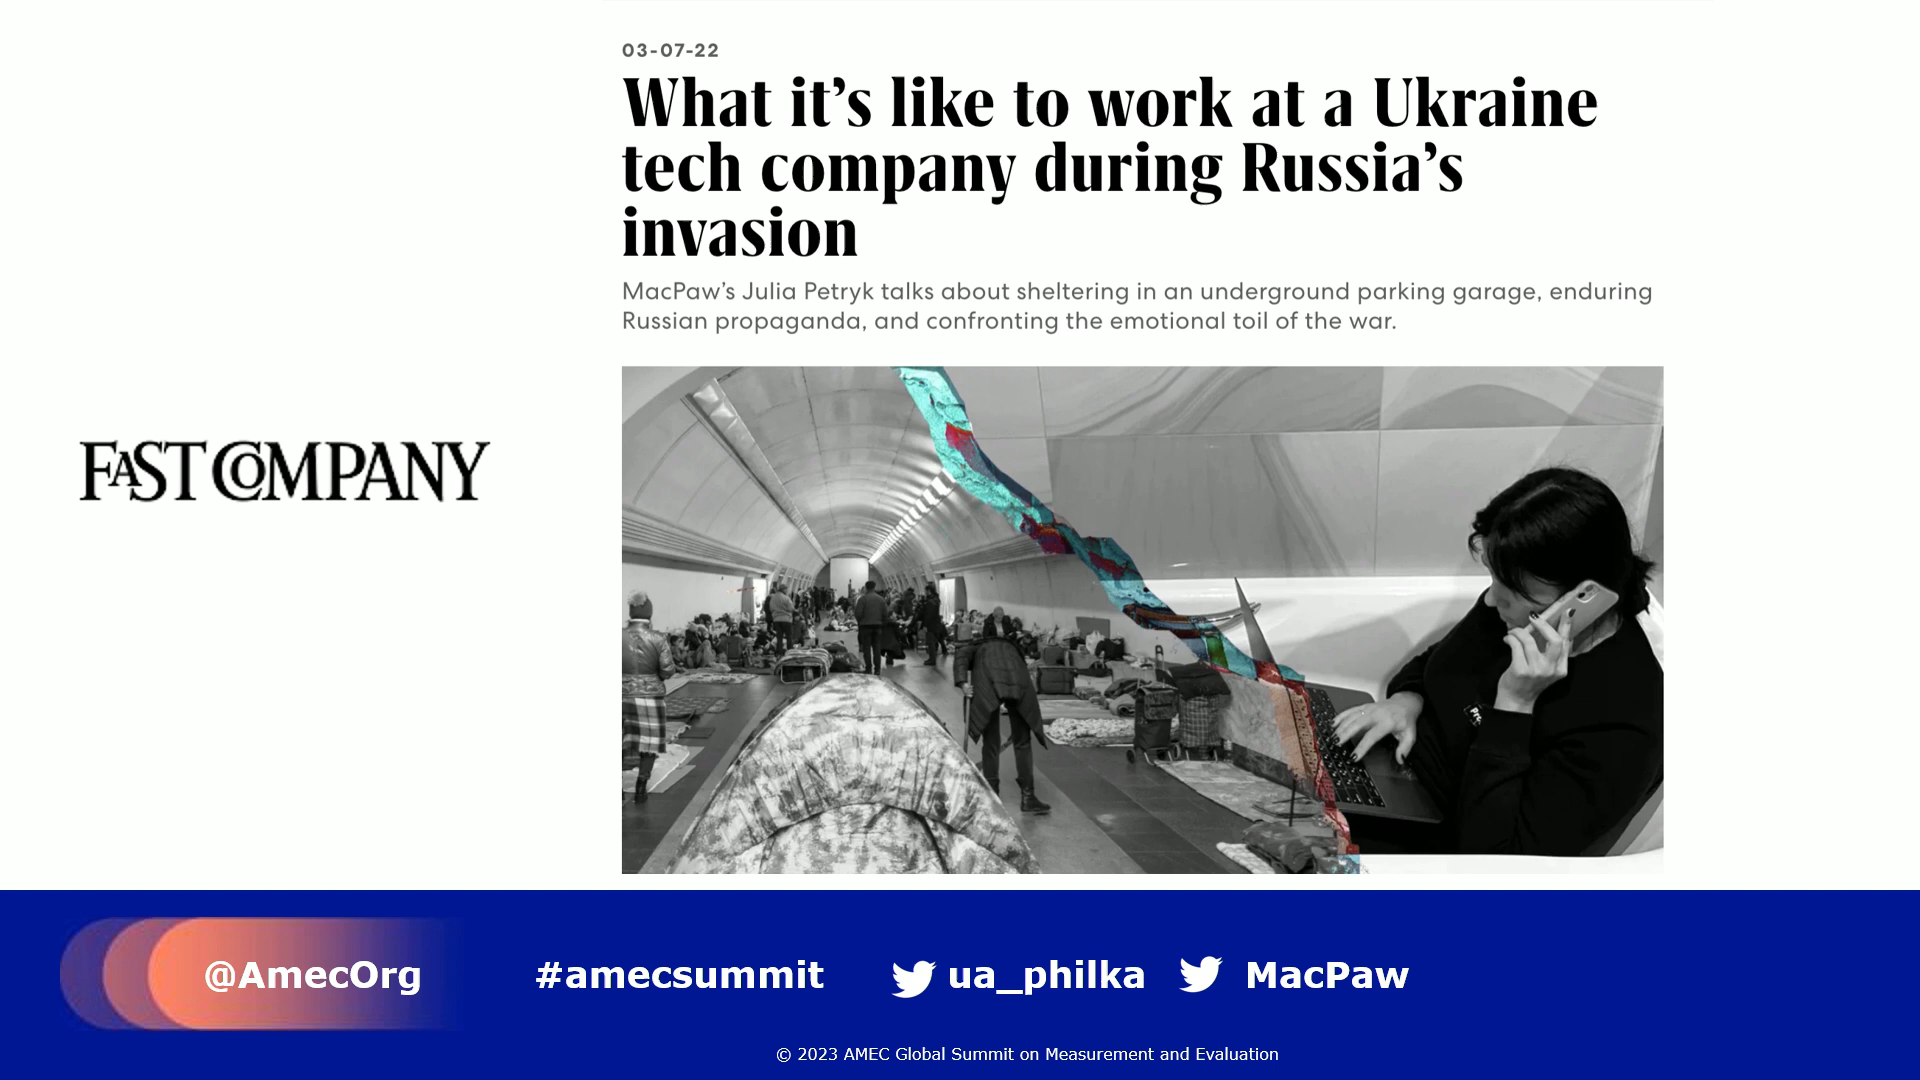 03-07-22
What it's like to work at a Ukraine
tech company during Russia's
invasion
MacPaw's Julia Petryk talks about sheltering in an underground parking garage, enduring
Russian propaganda, and confronting the emotional toil of the war.
FAST COMPANY
@AmecOrg
#amecsummit
ua_philka
MacPaw
© 2023 AMEC Global Summit on Measurement and Evaluation